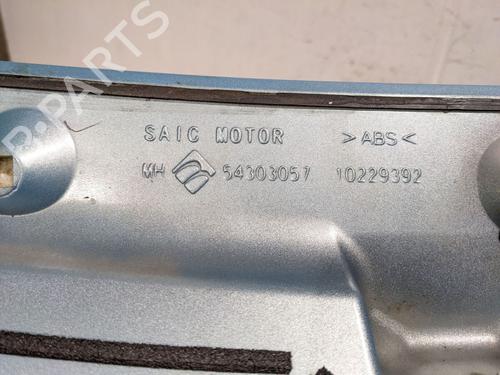 R-PARTS
SAIC MOTOR >ABS<
MH 54303057 10229392